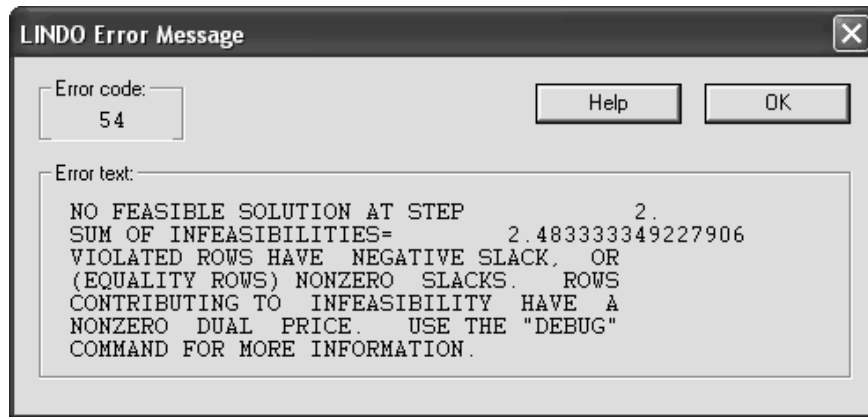 LINDO Error Message
Error code:
54
Help
OK
Error text:
NO FEASIBLE SOLUTION AT STEP 2.
SUM OF INFEASIBILITIES= 2.483333349227906
VIOLATED ROWS HAVE NEGATIVE SLACK, OR
(EQUALITY ROWS) NONZERO SLACKS. ROWS
CONTRIBUTING TO INFEASIBILITY HAVE A
NONZERO DUAL PRICE. USE THE "DEBUG"
COMMAND FOR MORE INFORMATION.